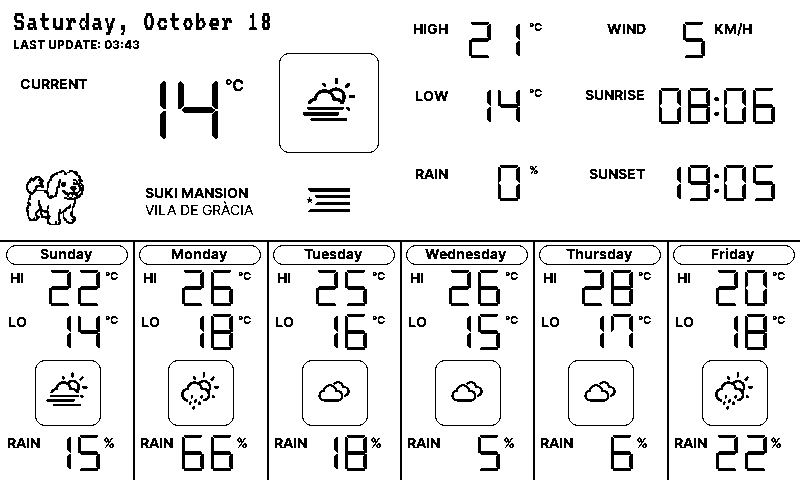 Saturday, October 18
LAST UPDATE: 03:43
CURRENT
14 °C
SUKI MANSION
VILA DE GRÀCIA
HIGH 21 °C
LOW 14 °C
RAIN 0 %
WIND 5 KM/H
SUNRISE 08:06
SUNSET 19:05
Sunday
HI 22 °C
LO 14 °C
RAIN 15 %
Monday
HI 26 °C
LO 18 °C
RAIN 66 %
Tuesday
HI 25 °C
LO 16 °C
RAIN 18 %
Wednesday
HI 26 °C
LO 15 °C
RAIN 5 %
Thursday
HI 28 °C
LO 17 °C
RAIN 6 %
Friday
HI 20 °C
LO 18 °C
RAIN 22 %